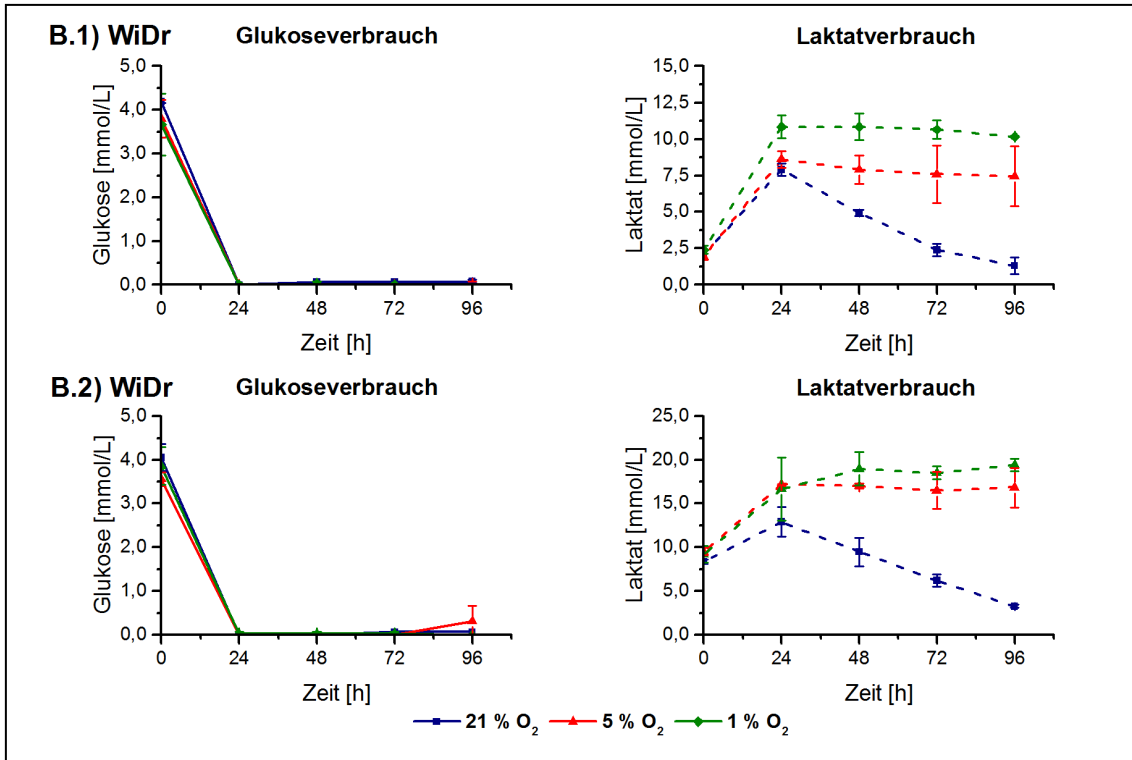 B.1) WiDr
Glukoseverbrauch
Laktatverbrauch
Glukose [mmol/L]
5,0
4,0
3,0
2,0
1,0
0,0
0 24 48 72 96
Zeit [h]
Laktat [mmol/L]
15,0
12,5
10,0
7,5
5,0
2,5
0,0
0 24 48 72 96
Zeit [h]
B.2) WiDr
Glukoseverbrauch
Laktatverbrauch
Glukose [mmol/L]
5,0
4,0
3,0
2,0
1,0
0,0
0 24 48 72 96
Zeit [h]
Laktat [mmol/L]
25,0
20,0
15,0
10,0
5,0
0,0
0 24 48 72 96
Zeit [h]
21 % O₂ 5 % O₂ 1 % O₂